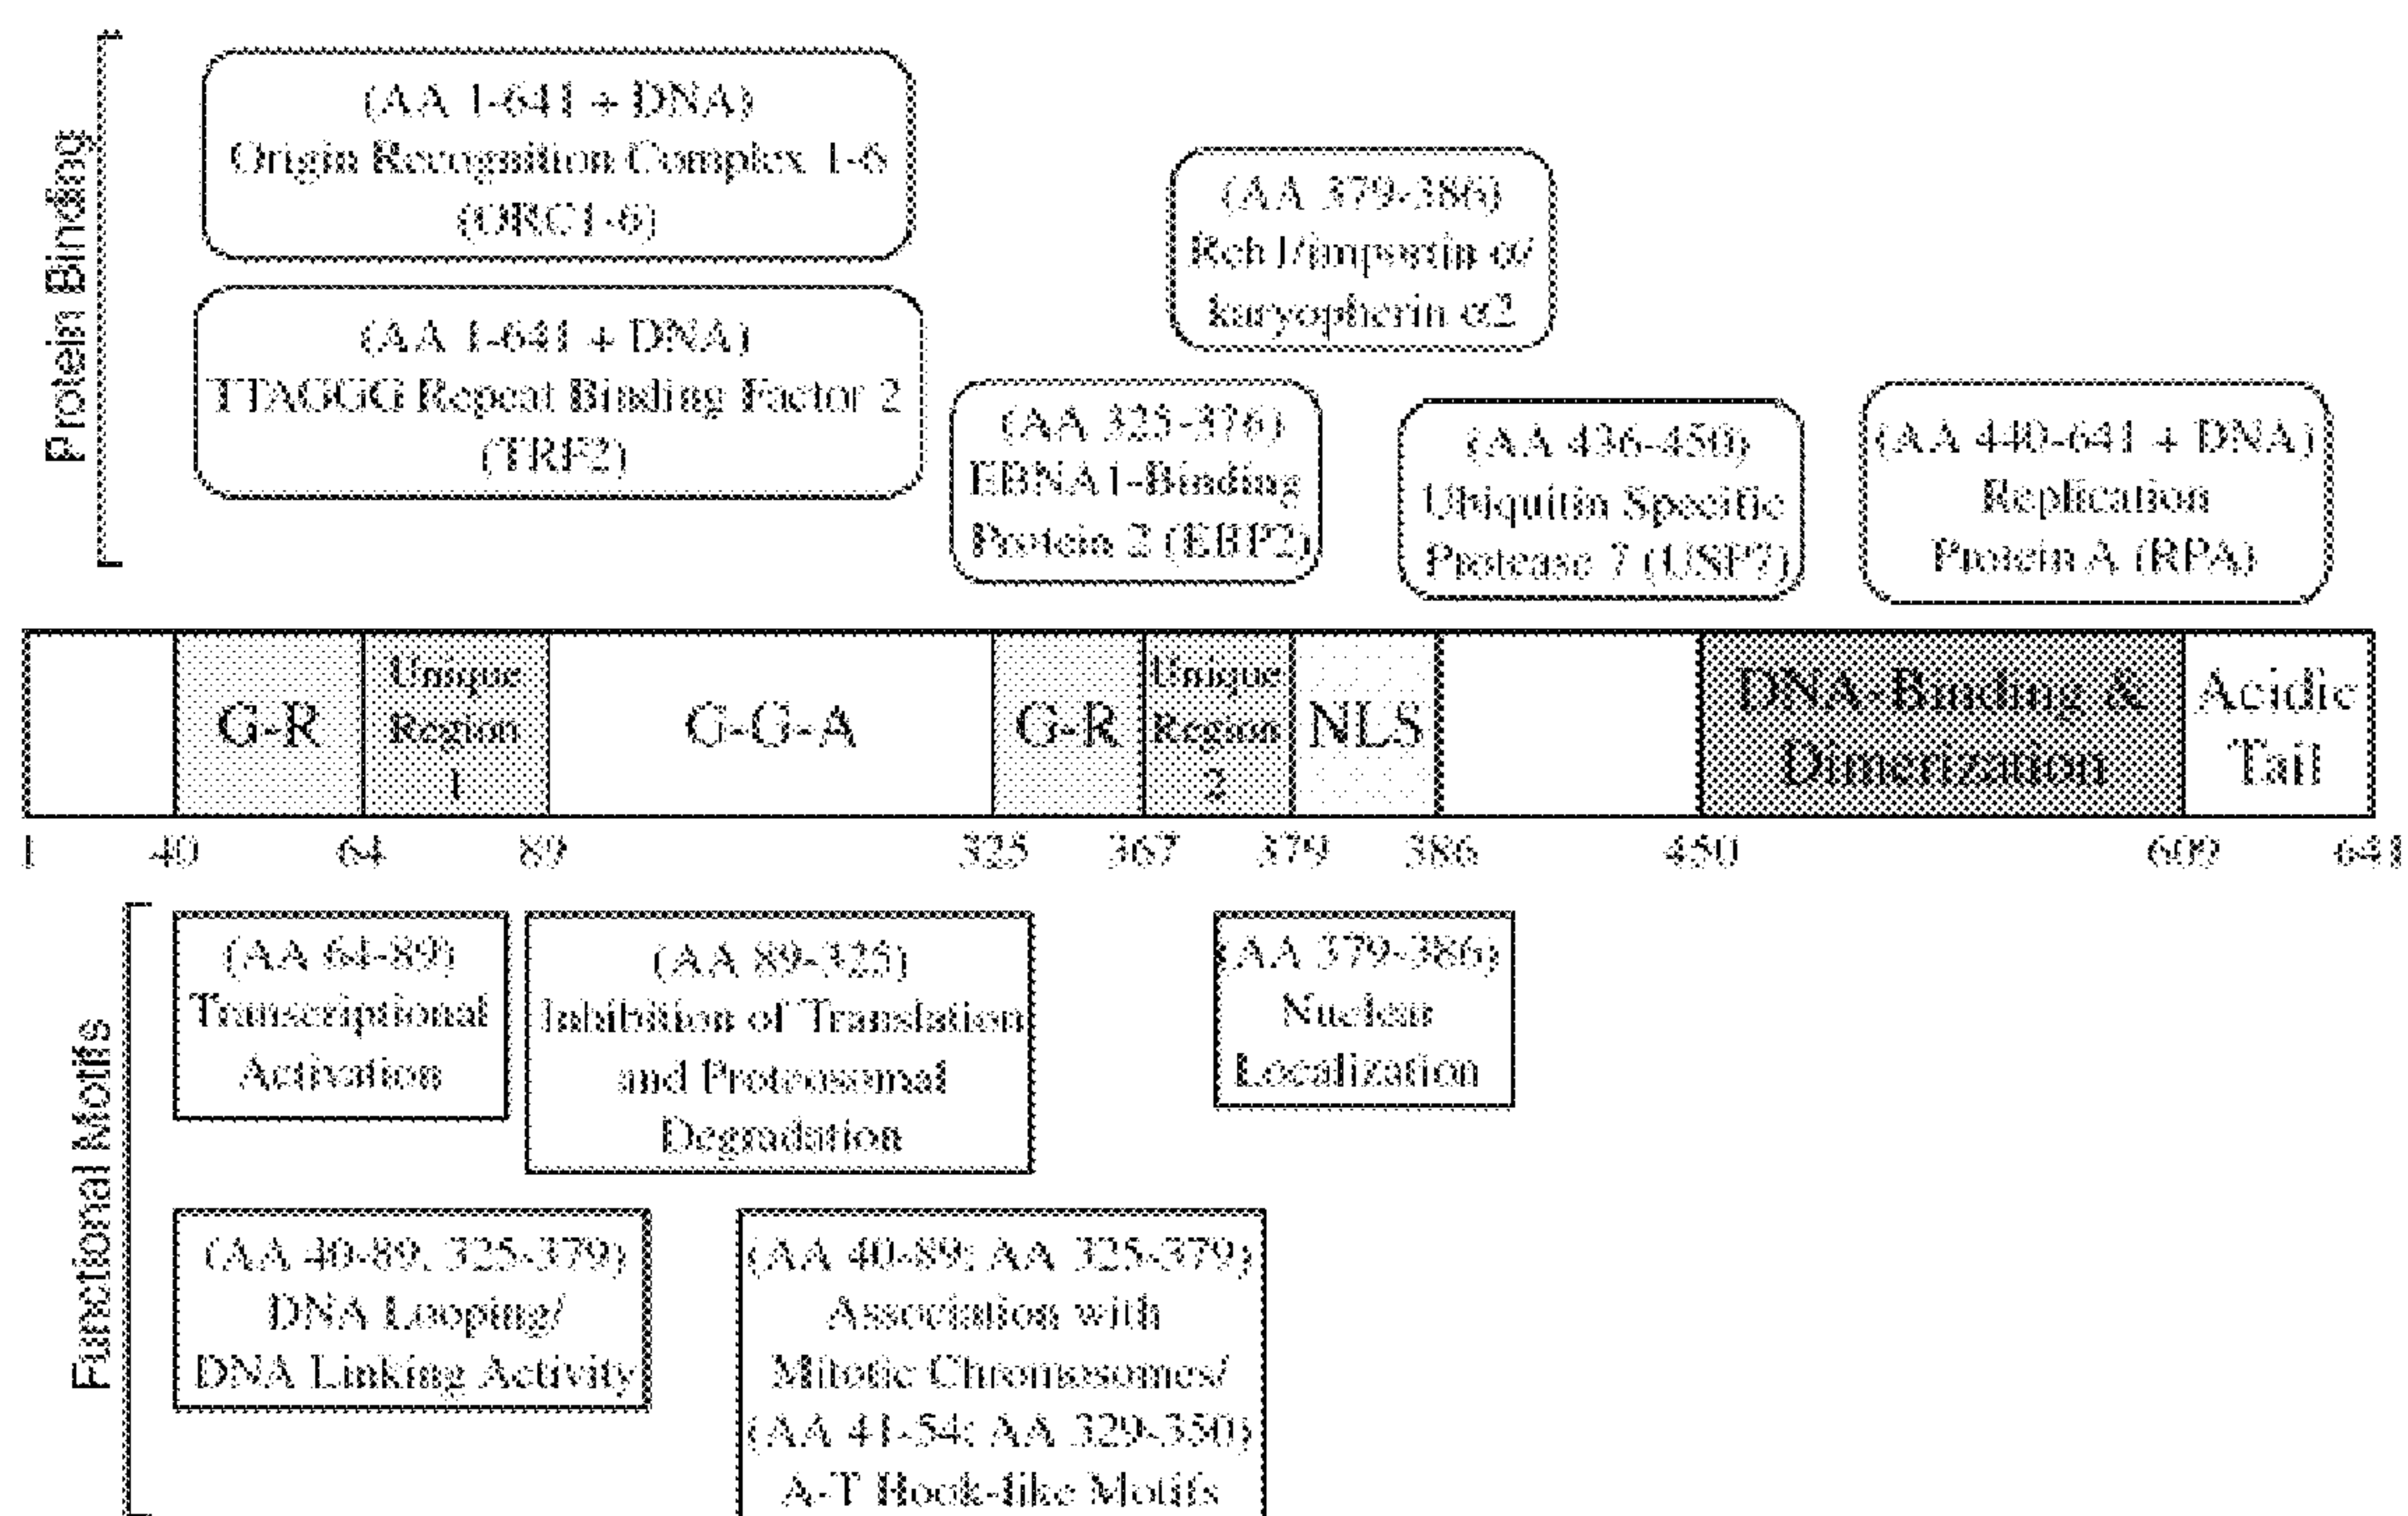 Protein Binding
(AA 1-641 + DNA)
Origin Recognition Complex 1-6
(ORC1-6)
(AA 1-641 + DNA)
TTAGGG Repeat Binding Factor 2
(TRF2)
(AA 325-376)
EBNA1-Binding
Protein 2 (EBP2)
(AA 379-386)
Rch1/importin α/
karyopherin α2
(AA 436-450)
Ubiquitin Specific
Protease 7 (USP7)
(AA 440-641 + DNA)
Replication
Protein A (RPA)
G-R
Unique
Region
1
G-G-A
G-R
Unique
Region
2
NLS
DNA-Binding &
Dimerization
Acidic
Tail
1 40 64 89 325 367 379 386 450 609 641
Functional Motifs
(AA 64-89)
Transcriptional
Activation
(AA 89-325)
Inhibition of Translation
and Proteosomal
Degradation
(AA 379-386)
Nuclear
Localization
(AA 40-89; 325-379)
DNA Looping/
DNA Linking Activity
(AA 40-89; AA 325-379)
Association with
Mitotic Chromosomes/
(AA 41-54; AA 329-350)
A-T Hook-like Motifs